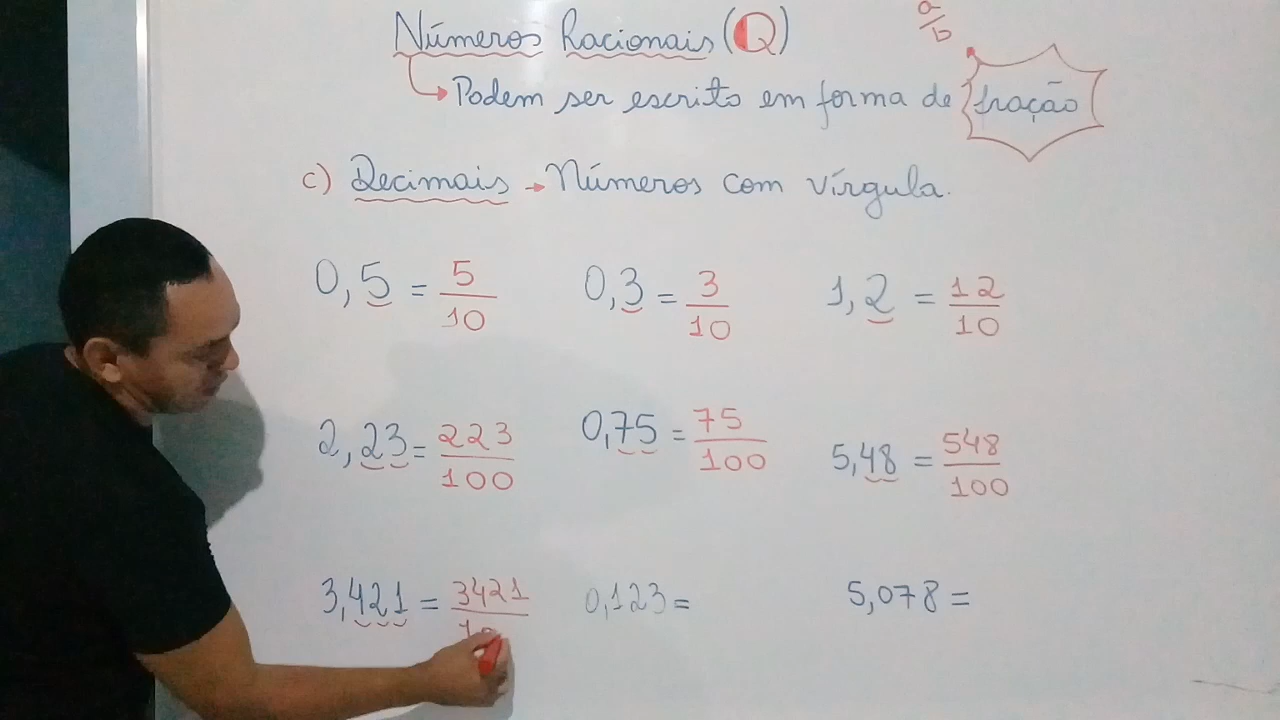 Números Racionais (Q)
a/b
Podem ser escrito em forma de fração
c) Decimais → Números com vírgula.
0,5 = 5/10 0,3 = 3/10 1,2 = 12/10
2,23 = 223/100 0,75 = 75/100 5,48 = 548/100
3,421 = 3421/10 0,123 = 5,078 =